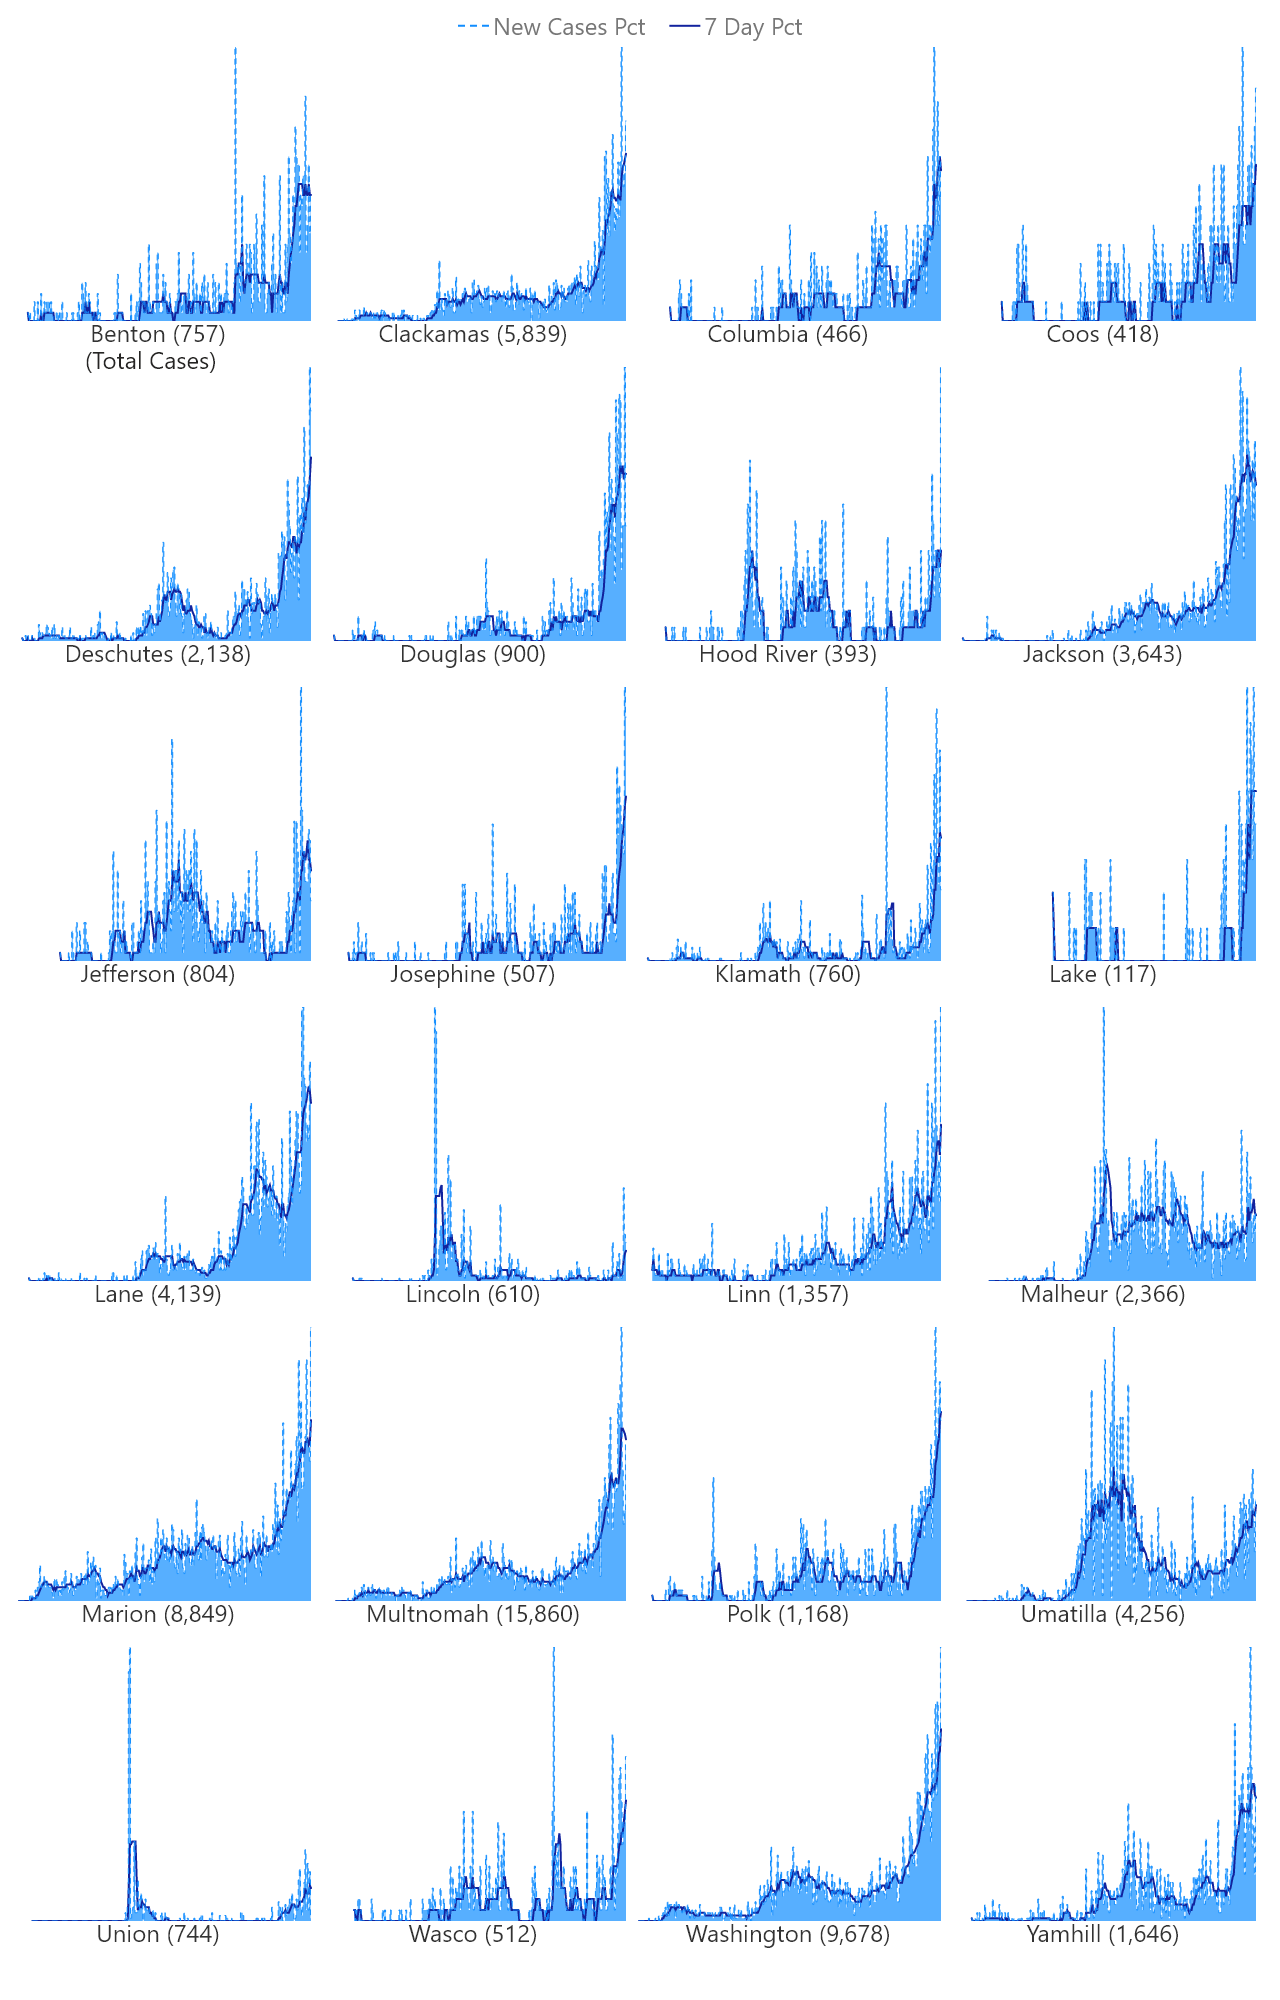 New Cases Pct 7 Day Pct
Benton (757) Clackamas (5,839) Columbia (466) Coos (418)
(Total Cases)
Deschutes (2,138) Douglas (900) Hood River (393) Jackson (3,643)
Jefferson (804) Josephine (507) Klamath (760) Lake (117)
Lane (4,139) Lincoln (610) Linn (1,357) Malheur (2,366)
Marion (8,849) Multnomah (15,860) Polk (1,168) Umatilla (4,256)
Union (744) Wasco (512) Washington (9,678) Yamhill (1,646)